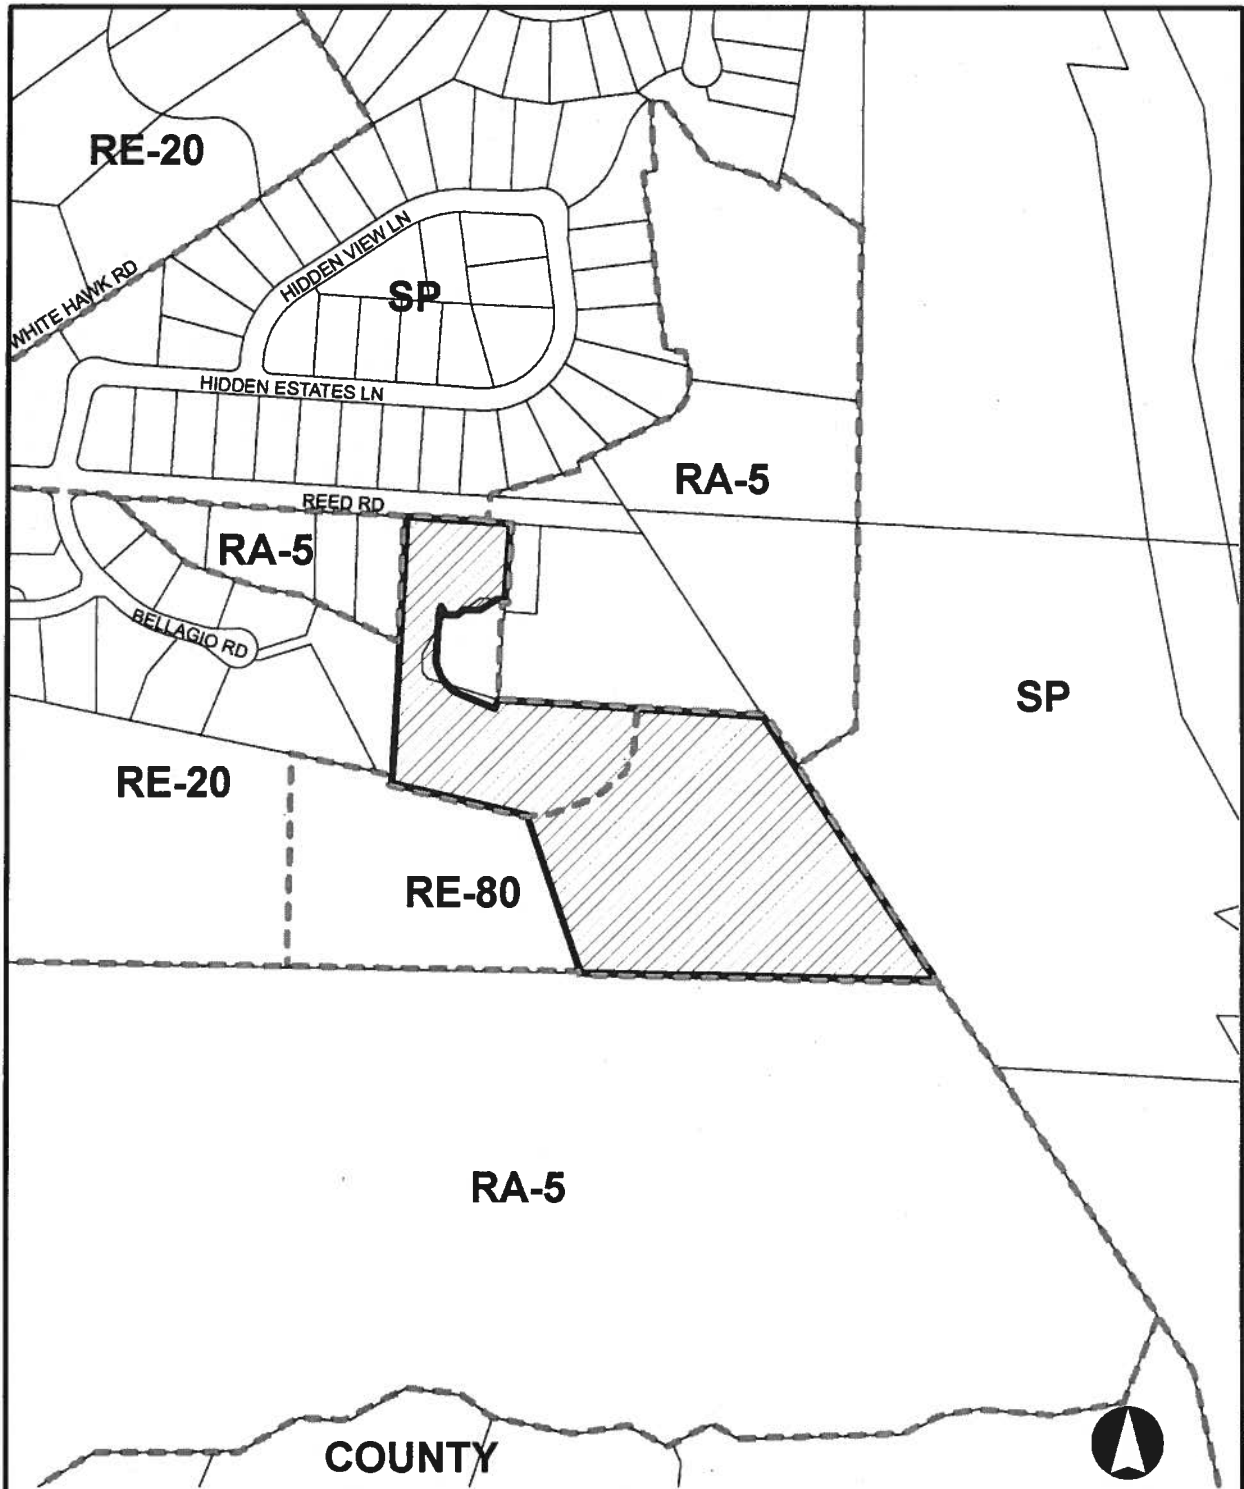 RE-20
HIDDEN VIEW LN
WHITE HAWK RD
SP
HIDDEN ESTATES LN
RA-5
REED RD
RA-5
BELLAGIO RD
SP
RE-20
RE-80
RA-5
COUNTY